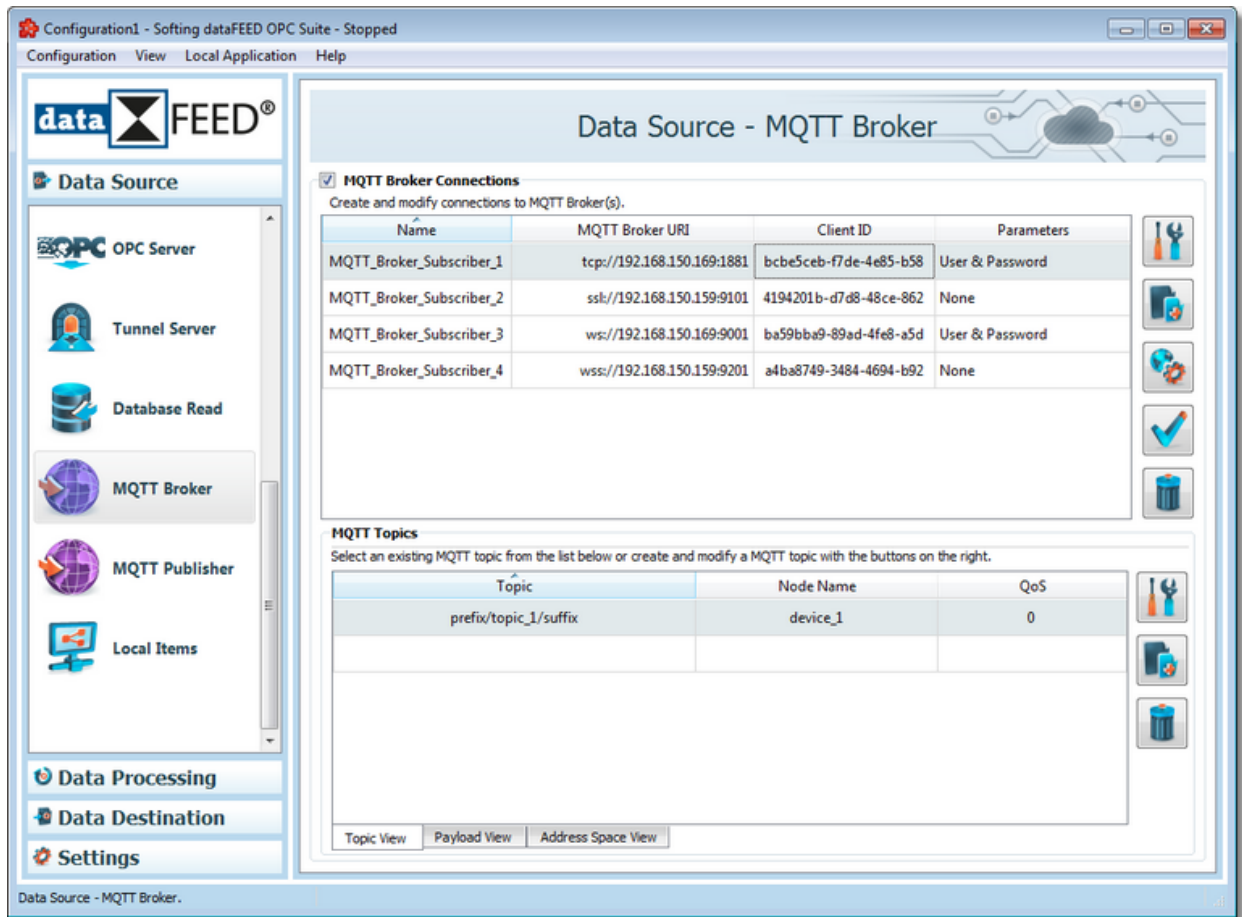 Configuration1 - Softing dataFEED OPC Suite - Stopped
Configuration View Local Application Help
data FEED®
Data Source
OPC OPC Server
Tunnel Server
Database Read
MQTT Broker
MQTT Publisher
Local Items
Data Processing
Data Destination
Settings
Data Source - MQTT Broker
MQTT Broker Connections
Create and modify connections to MQTT Broker(s).
Name MQTT Broker URI Client ID Parameters
MQTT_Broker_Subscriber_1 tcp://192.168.150.169:1881 bcbe5ceb-f7de-4e85-b58 User & Password
MQTT_Broker_Subscriber_2 ssl://192.168.150.159:9101 4194201b-d7d8-48ce-862 None
MQTT_Broker_Subscriber_3 ws://192.168.150.169:9001 ba59bba9-89ad-4fe8-a5d User & Password
MQTT_Broker_Subscriber_4 wss://192.168.150.159:9201 a4ba8749-3484-4694-b92 None
MQTT Topics
Select an existing MQTT topic from the list below or create and modify a MQTT topic with the buttons on the right.
Topic Node Name QoS
prefix/topic_1/suffix device_1 0
Topic View Payload View Address Space View
Data Source - MQTT Broker.